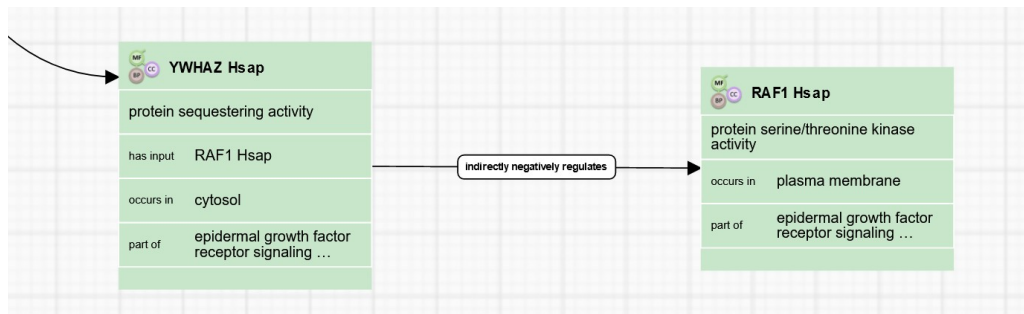 MF
CC
BP
YWHAZ Hsap
protein sequestering activity
has input RAF1 Hsap
occurs in cytosol
part of epidermal growth factor
receptor signaling …
indirectly negatively regulates
MF
CC
BP
RAF1 Hsap
protein serine/threonine kinase
activity
occurs in plasma membrane
part of epidermal growth factor
receptor signaling …